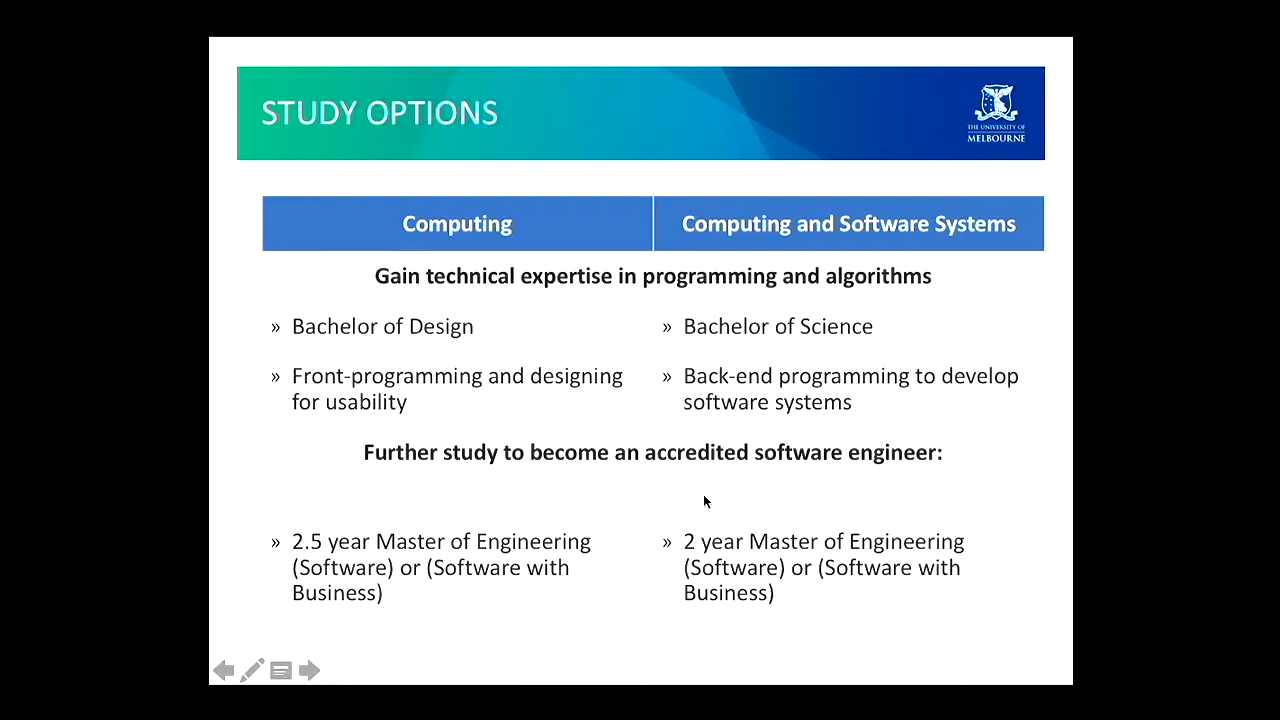 STUDY OPTIONS
THE UNIVERSITY OF
MELBOURNE
Computing
Computing and Software Systems
Gain technical expertise in programming and algorithms
» Bachelor of Design
» Bachelor of Science
» Front-programming and designing
for usability
» Back-end programming to develop
software systems
Further study to become an accredited software engineer:
» 2.5 year Master of Engineering
(Software) or (Software with
Business)
» 2 year Master of Engineering
(Software) or (Software with
Business)